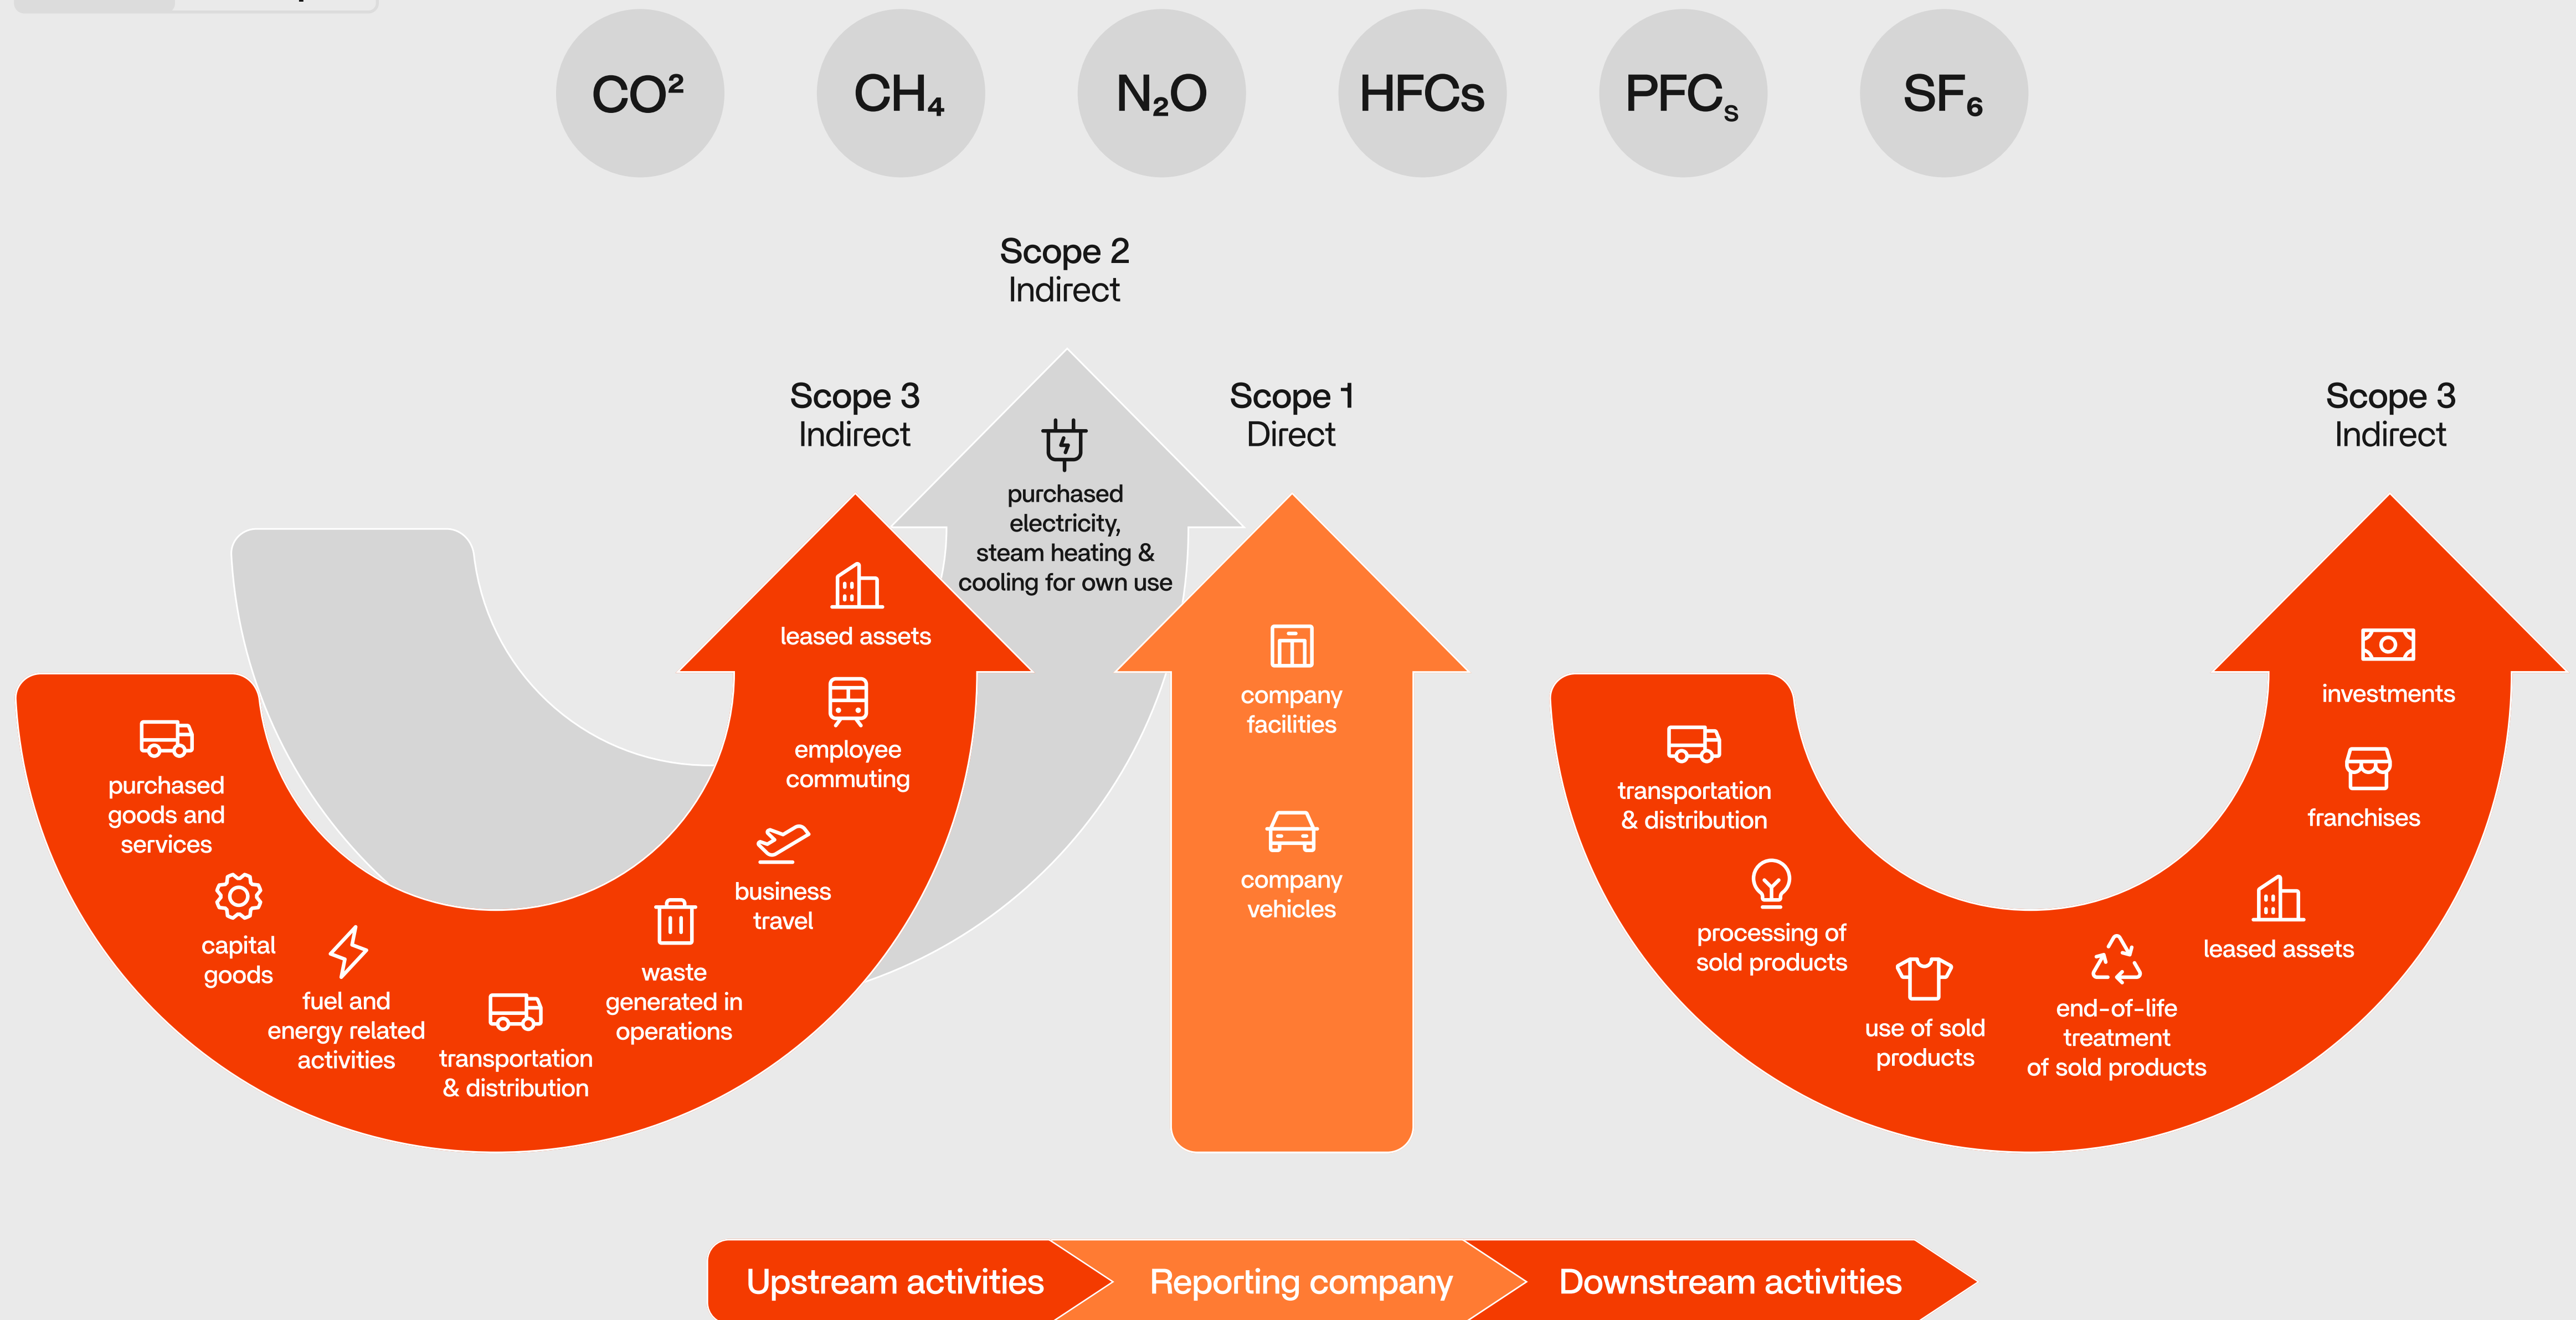 CO²
CH₄
N₂O
HFCs
PFCₛ
SF₆
Scope 2
Indirect
purchased
electricity,
steam heating &
cooling for own use
Scope 3
Indirect
leased assets
employee
commuting
business
travel
waste
generated in
operations
transportation
& distribution
fuel and
energy related
activities
capital
goods
purchased
goods and
services
Scope 1
Direct
company
facilities
company
vehicles
Scope 3
Indirect
investments
franchises
leased assets
end-of-life
treatment
of sold products
use of sold
products
processing of
sold products
transportation
& distribution
Upstream activities
Reporting company
Downstream activities